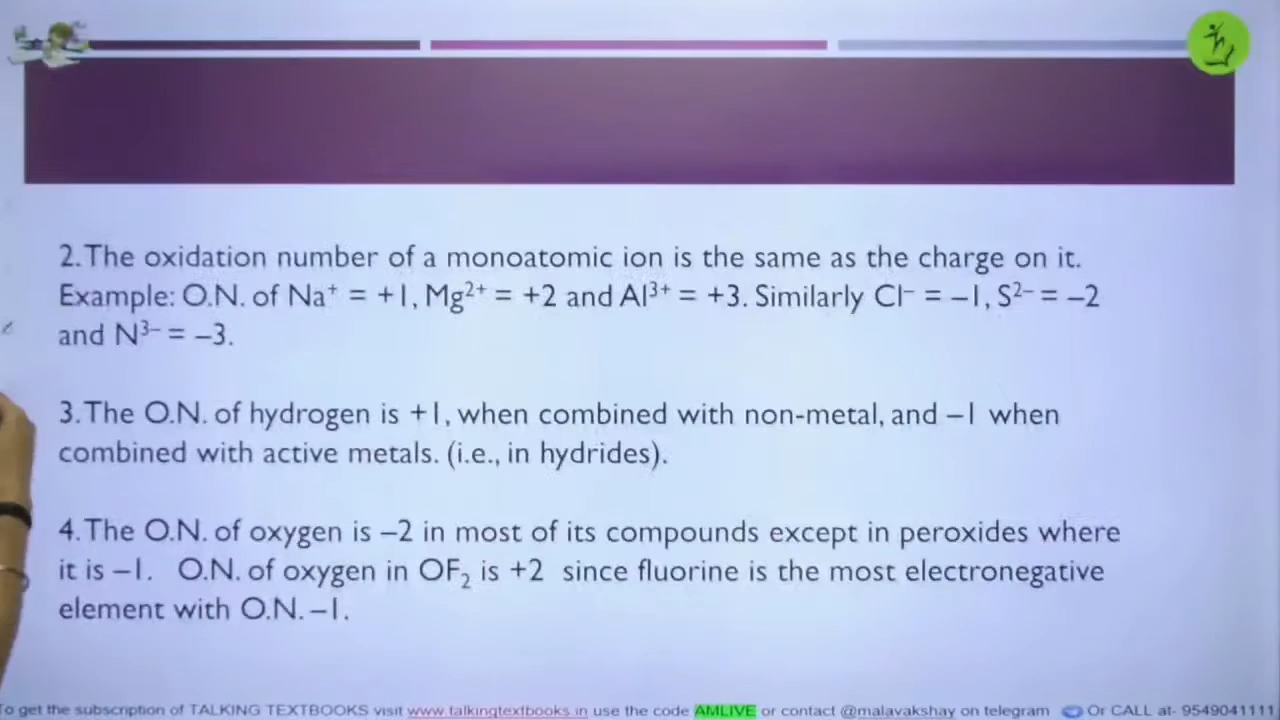 2. The oxidation number of a monoatomic ion is the same as the charge on it.
Example: O.N. of Na⁺ = +1, Mg²⁺ = +2 and Al³⁺ = +3. Similarly Cl⁻ = –1, S²⁻ = –2
and N³⁻ = –3.
3. The O.N. of hydrogen is +1, when combined with non-metal, and –1 when
combined with active metals. (i.e., in hydrides).
4. The O.N. of oxygen is –2 in most of its compounds except in peroxides where
it is –1. O.N. of oxygen in OF₂ is +2 since fluorine is the most electronegative
element with O.N. –1.
To get the subscription of TALKING TEXTBOOKS visit www.talkingtextbooks.in use the code AMLIVE or contact @malavakshay on telegram Or CALL at- 9549041111